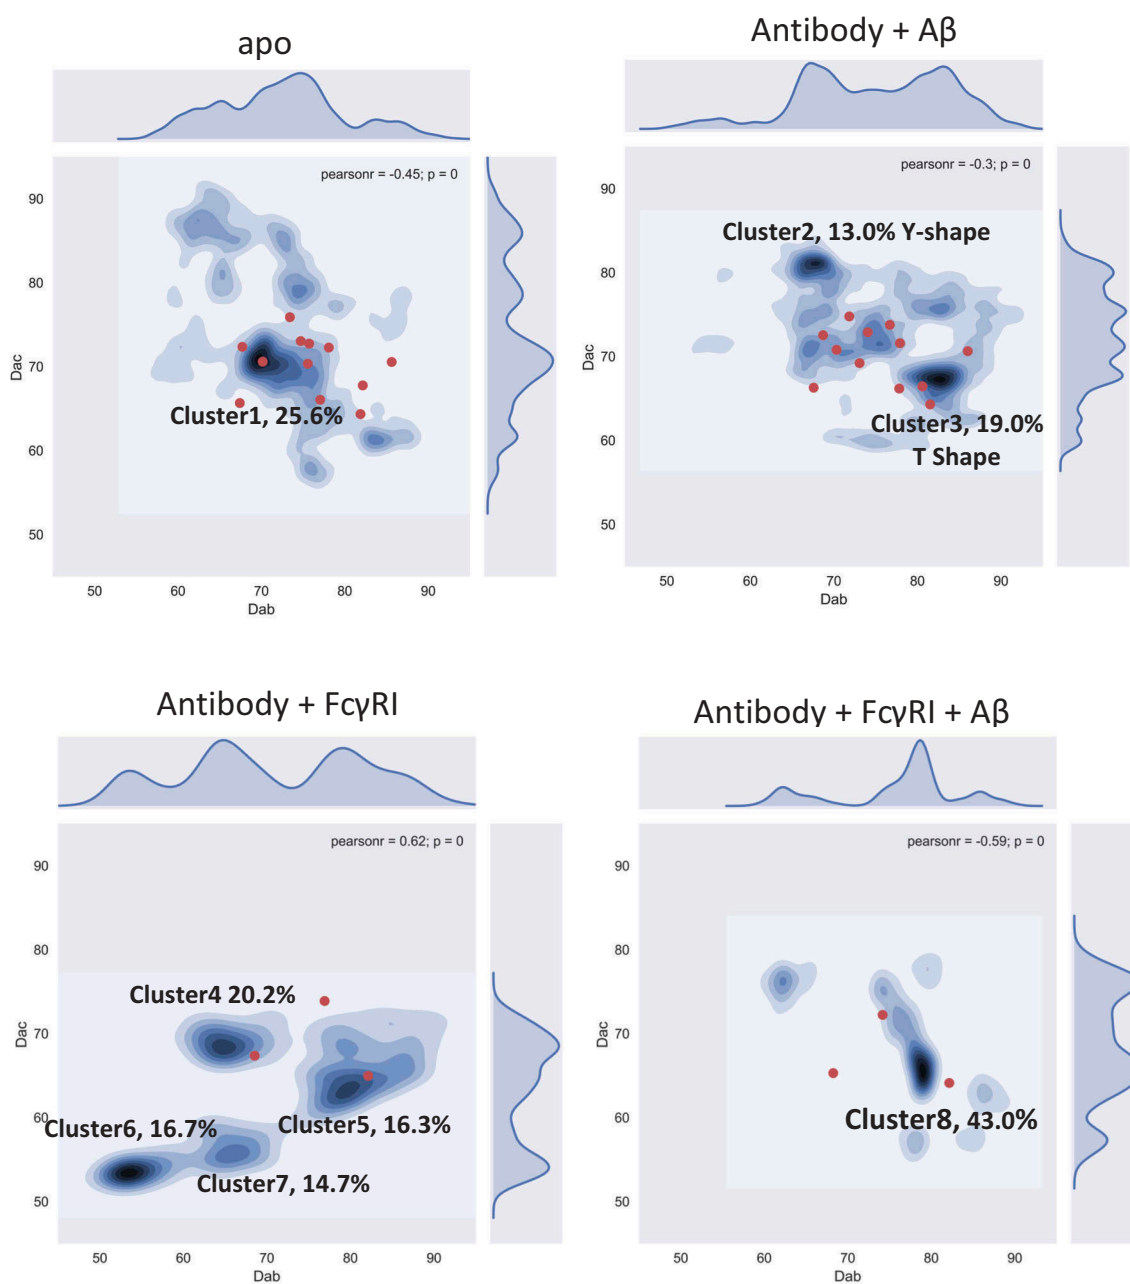 apo
pearsonr = -0.45; p = 0
90
80
70
60
50
Dac
Cluster1, 25.6%
50 60 70 80 90
Dab
Antibody + Aβ
pearsonr = -0.3; p = 0
90
80
70
60
50
Dac
Cluster2, 13.0% Y-shape
Cluster3, 19.0%
T Shape
50 60 70 80 90
Dab
Antibody + FcγRI
pearsonr = 0.62; p = 0
90
80
70
60
50
Dac
Cluster4 20.2%
Cluster5, 16.3%
Cluster6, 16.7%
Cluster7, 14.7%
50 60 70 80 90
Dab
Antibody + FcγRI + Aβ
pearsonr = -0.59; p = 0
90
80
70
60
50
Dac
Cluster8, 43.0%
50 60 70 80 90
Dab